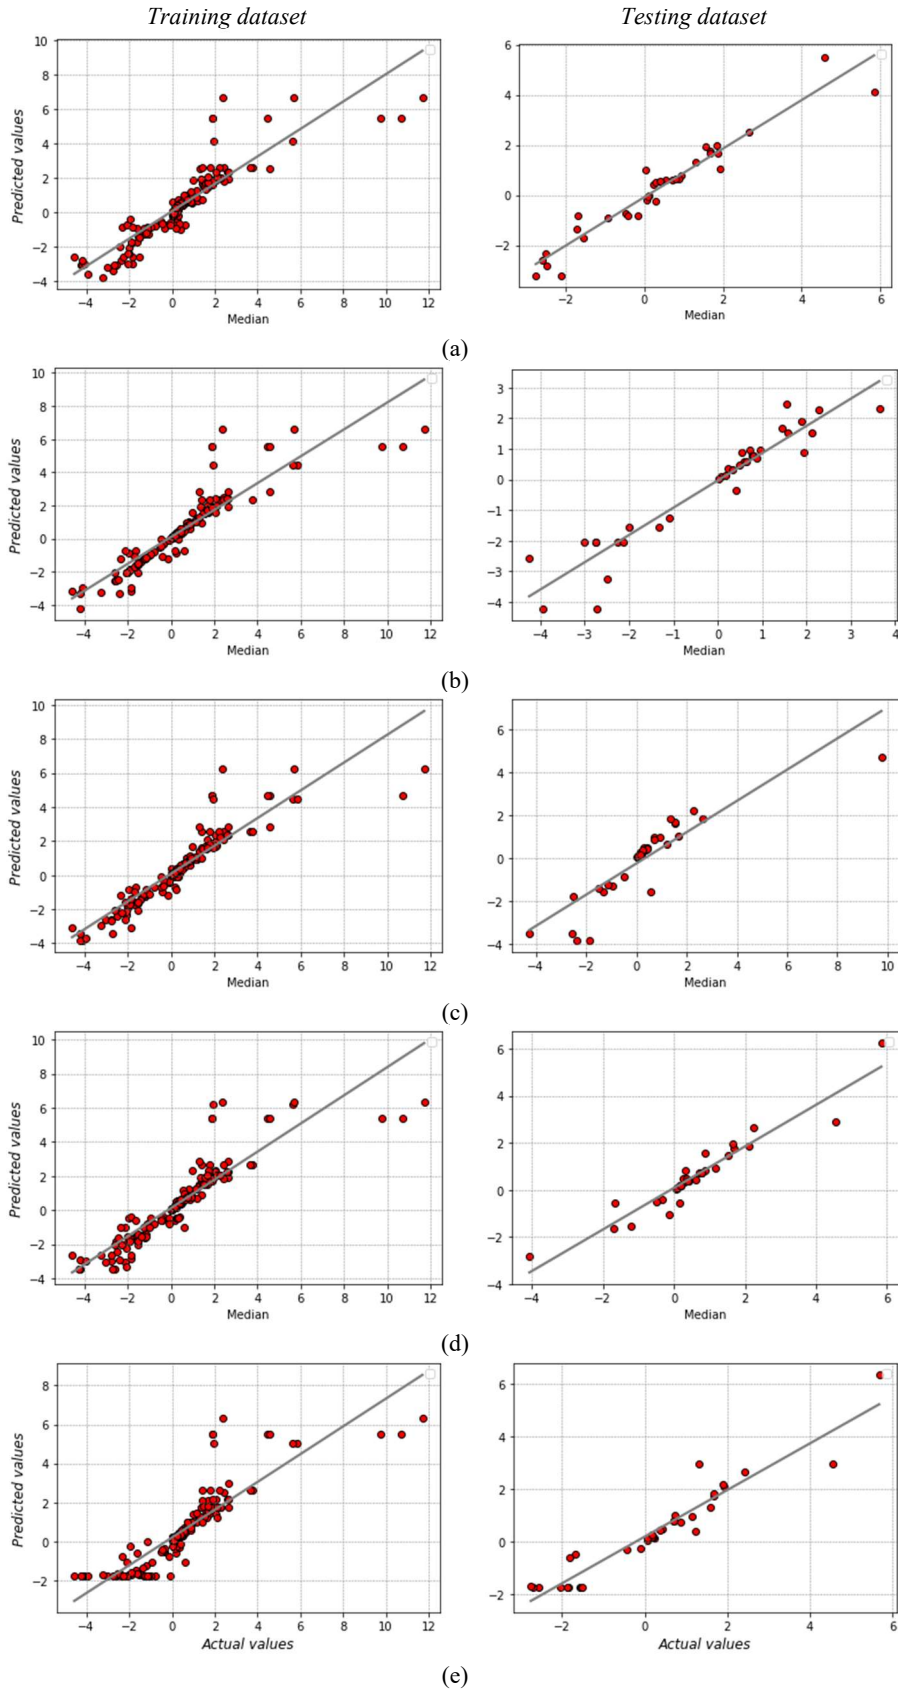 Training dataset Testing dataset
10
8
6
4
2
0
−2
−4
Predicted values
−4 −2 0 2 4 6 8 10 12
Median
6
4
2
0
−2
−2 0 2 4 6
Median
(a)
10
8
6
4
2
0
−2
−4
Predicted values
−4 −2 0 2 4 6 8 10 12
Median
3
2
1
0
−1
−2
−3
−4
−4 −3 −2 −1 0 1 2 3 4
Median
(b)
10
8
6
4
2
0
−2
−4
Predicted values
−4 −2 0 2 4 6 8 10 12
Median
6
4
2
0
−2
−4
−4 −2 0 2 4 6 8 10
Median
(c)
10
8
6
4
2
0
−2
−4
Predicted values
−4 −2 0 2 4 6 8 10 12
Median
6
4
2
0
−2
−4
−4 −2 0 2 4 6
Median
(d)
8
6
4
2
0
−2
Predicted values
−4 −2 0 2 4 6 8 10 12
Actual values
6
4
2
0
−2
−2 0 2 4 6
Actual values
(e)